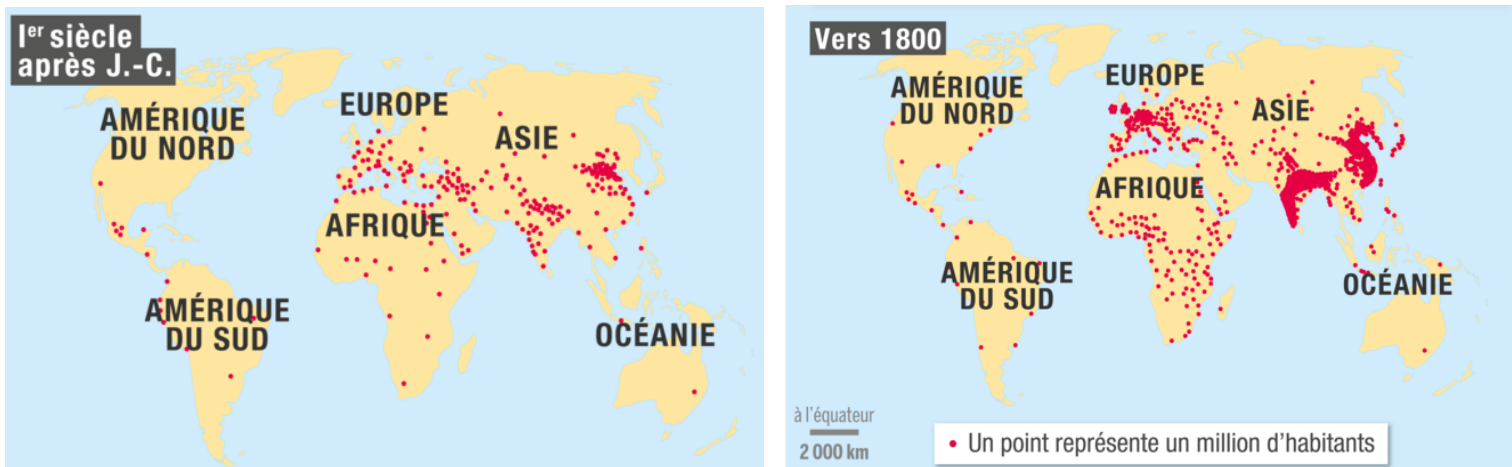 Iᵉʳ siècle
après J.-C.
AMÉRIQUE
DU NORD
EUROPE
ASIE
AFRIQUE
AMÉRIQUE
DU SUD
OCÉANIE
Vers 1800
AMÉRIQUE
DU NORD
EUROPE
ASIE
AFRIQUE
AMÉRIQUE
DU SUD
OCÉANIE
à l'équateur
2 000 km
Un point représente un million d'habitants